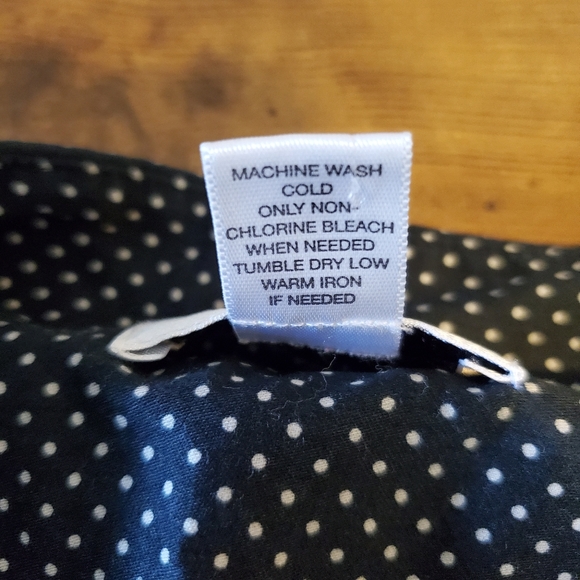 MACHINE WASH
COLD
ONLY NON-
CHLORINE BLEACH
WHEN NEEDED
TUMBLE DRY LOW
WARM IRON
IF NEEDED